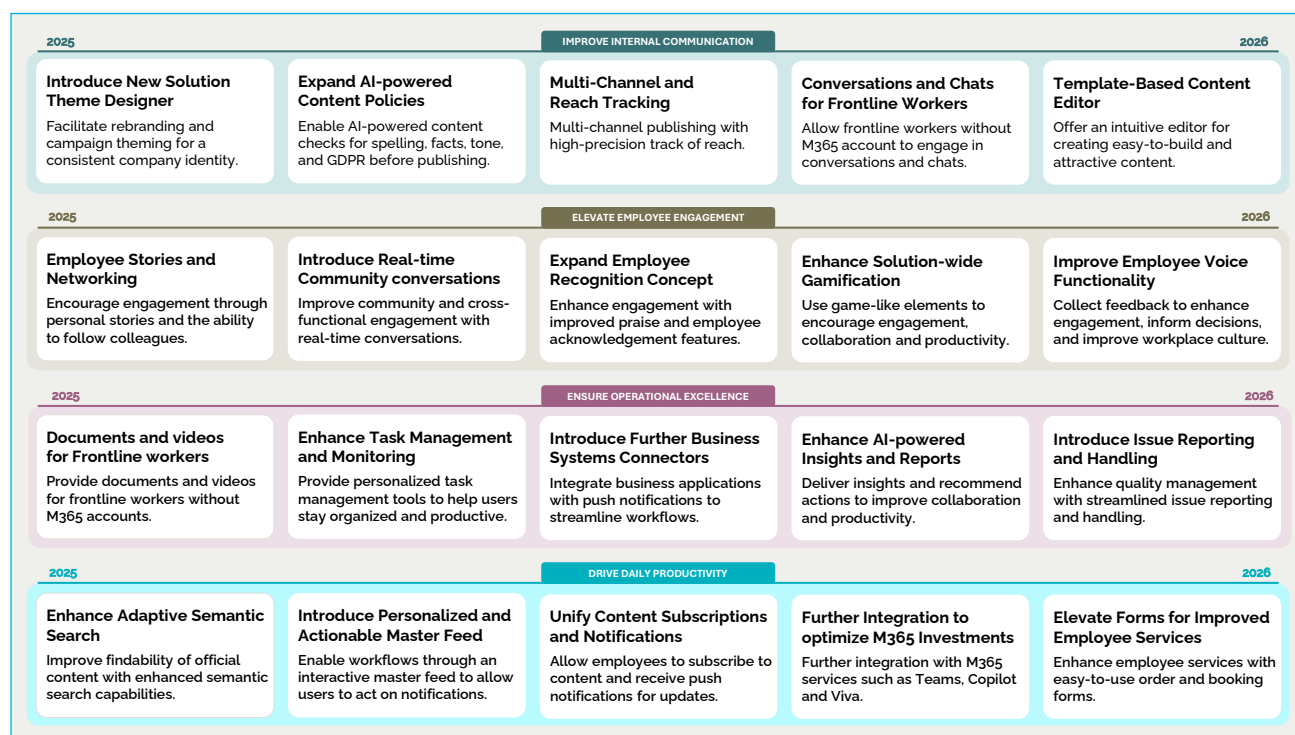 2025
IMPROVE INTERNAL COMMUNICATION
2026
Introduce New Solution
Theme Designer
Facilitate rebranding and
campaign theming for a
consistent company identity.
Expand AI-powered
Content Policies
Enable AI-powered content
checks for spelling, facts, tone,
and GDPR before publishing.
Multi-Channel and
Reach Tracking
Multi-channel publishing with
high-precision track of reach.
Conversations and Chats
for Frontline Workers
Allow frontline workers without
M365 account to engage in
conversations and chats.
Template-Based Content
Editor
Offer an intuitive editor for
creating easy-to-build and
attractive content.
2025
ELEVATE EMPLOYEE ENGAGEMENT
2026
Employee Stories and
Networking
Encourage engagement through
personal stories and the ability
to follow colleagues.
Introduce Real-time
Community conversations
Improve community and cross-
functional engagement with
real-time conversations.
Expand Employee
Recognition Concept
Enhance engagement with
improved praise and employee
acknowledgement features.
Enhance Solution-wide
Gamification
Use game-like elements to
encourage engagement,
collaboration and productivity.
Improve Employee Voice
Functionality
Collect feedback to enhance
engagement, inform decisions,
and improve workplace culture.
2025
ENSURE OPERATIONAL EXCELLENCE
2026
Documents and videos
for Frontline workers
Provide documents and videos
for frontline workers without
M365 accounts.
Enhance Task Management
and Monitoring
Provide personalized task
management tools to help users
stay organized and productive.
Introduce Further Business
Systems Connectors
Integrate business applications
with push notifications to
streamline workflows.
Enhance AI-powered
Insights and Reports
Deliver insights and recommend
actions to improve collaboration
and productivity.
Introduce Issue Reporting
and Handling
Enhance quality management
with streamlined issue reporting
and handling.
2025
DRIVE DAILY PRODUCTIVITY
2026
Enhance Adaptive Semantic
Search
Improve findability of official
content with enhanced semantic
search capabilities.
Introduce Personalized and
Actionable Master Feed
Enable workflows through an
interactive master feed to allow
users to act on notifications.
Unify Content Subscriptions
and Notifications
Allow employees to subscribe to
content and receive push
notifications for updates.
Further Integration to
optimize M365 Investments
Further integration with M365
services such as Teams, Copilot
and Viva.
Elevate Forms for Improved
Employee Services
Enhance employee services with
easy-to-use order and booking
forms.